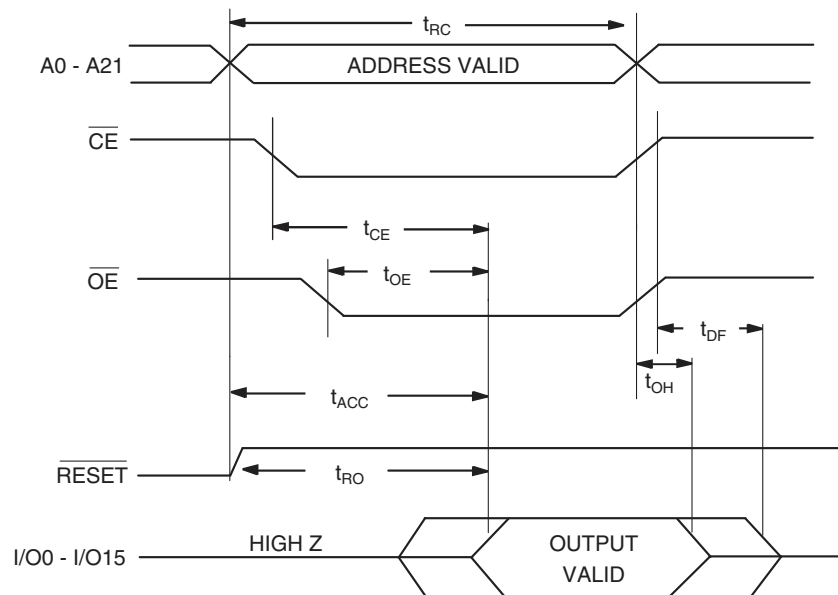 tRC
A0 - A21
ADDRESS VALID
CE
tCE
OE
tOE
tDF
tOH
tACC
RESET
tRO
I/O0 - I/O15
HIGH Z
OUTPUT
VALID